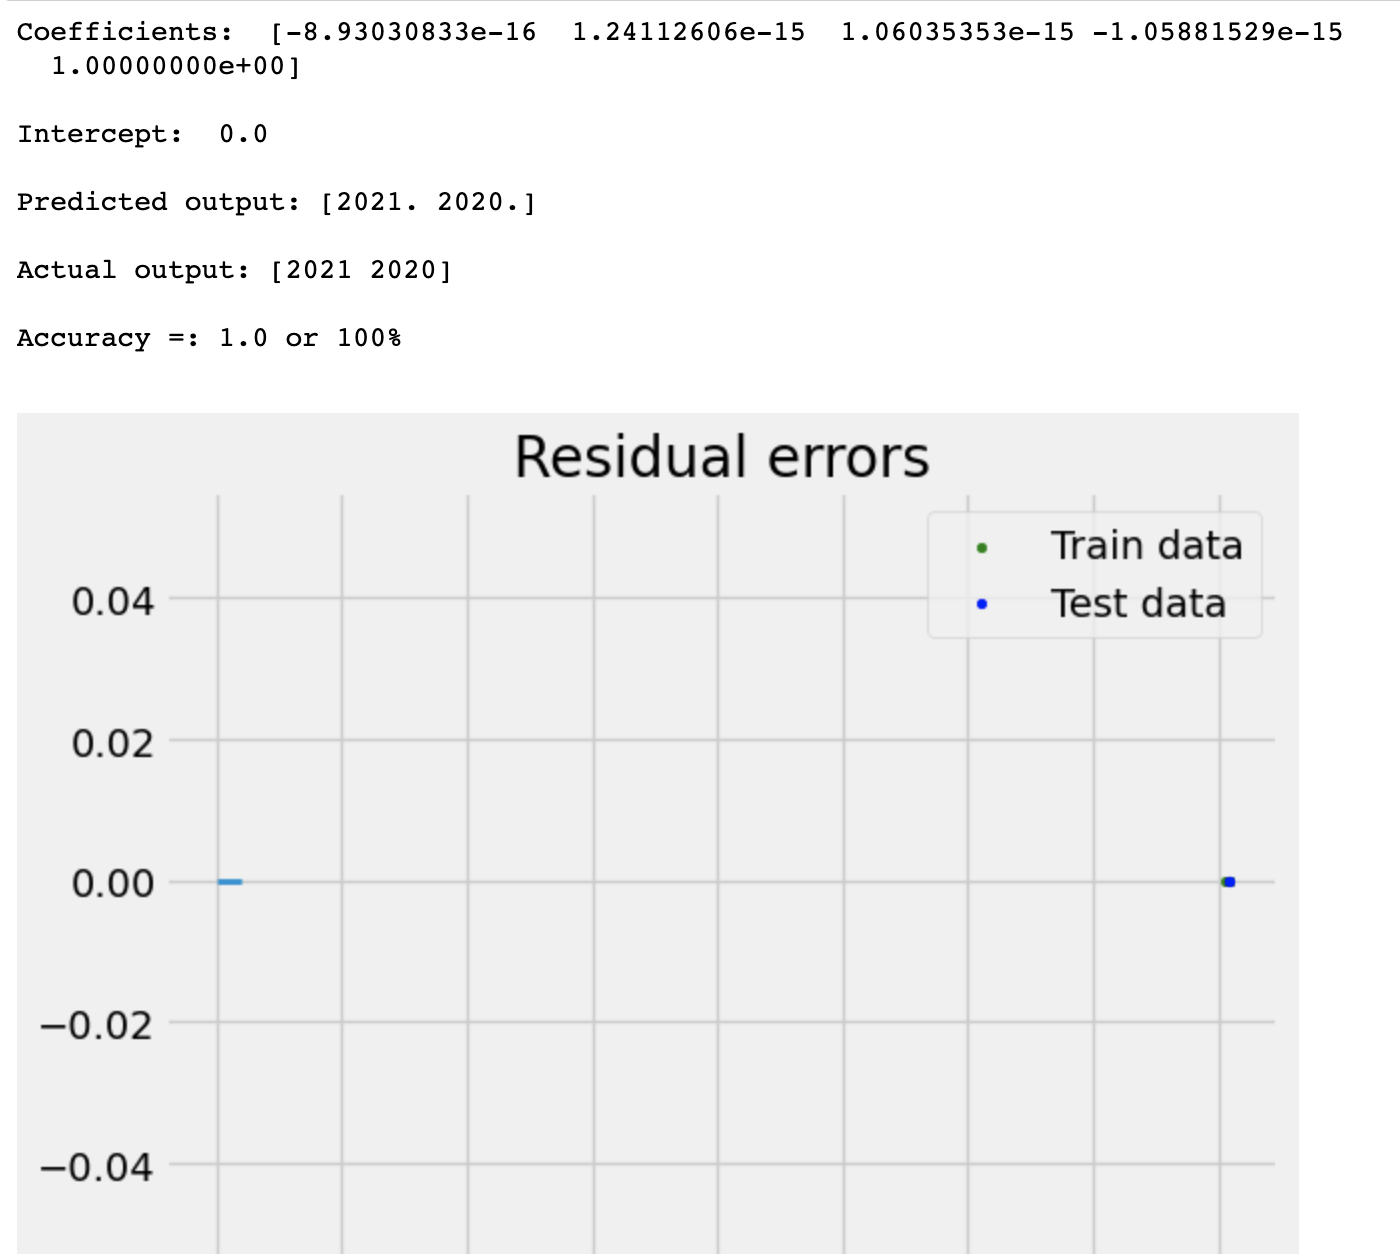 Coefficients:  [-8.93030833e-16  1.24112606e-15  1.06035353e-15 -1.05881529e-15
  1.00000000e+00]
Intercept:  0.0
Predicted output: [2021. 2020.]
Actual output: [2021 2020]
Accuracy =: 1.0 or 100%
Residual errors
Train data
Test data
0.04
0.02
0.00
−0.02
−0.04